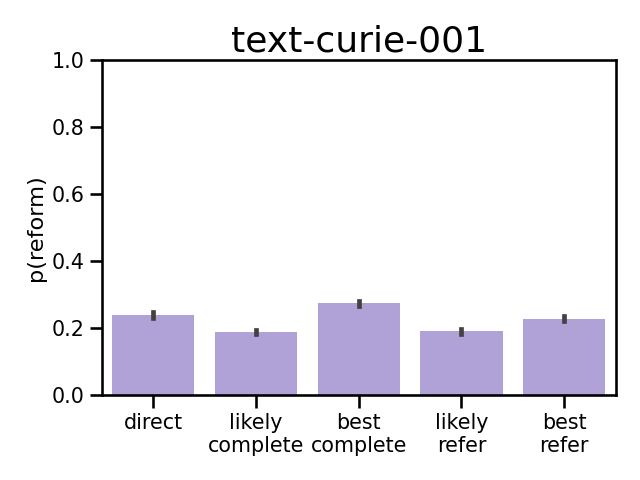 text-curie-001
p(reform)
1.0
0.8
0.6
0.4
0.2
0.0
direct
likely
complete
best
complete
likely
refer
best
refer